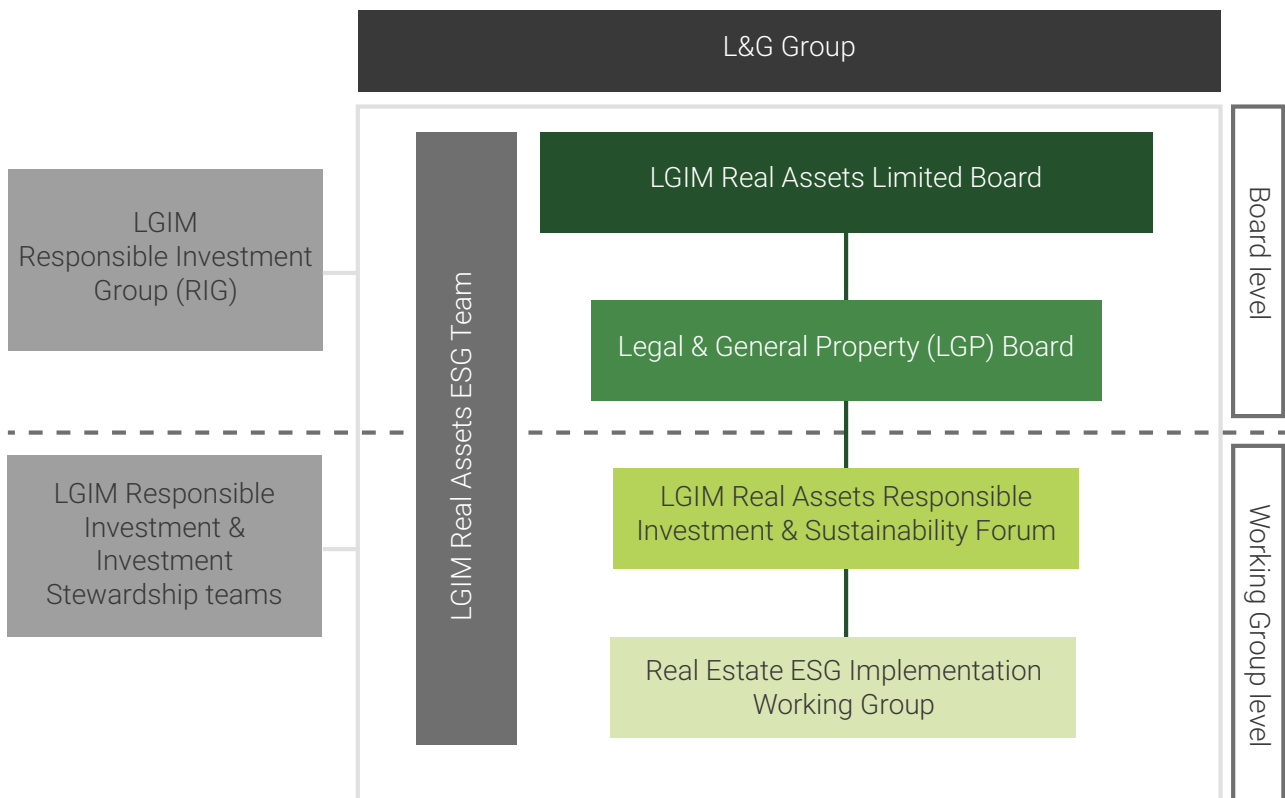 L&G Group
LGIM
Responsible Investment
Group (RIG)
LGIM Real Assets ESG Team
LGIM Real Assets Limited Board
Legal & General Property (LGP) Board
Board level
LGIM Responsible
Investment &
Investment
Stewardship teams
LGIM Real Assets Responsible
Investment & Sustainability Forum
Real Estate ESG Implementation
Working Group
Working Group level